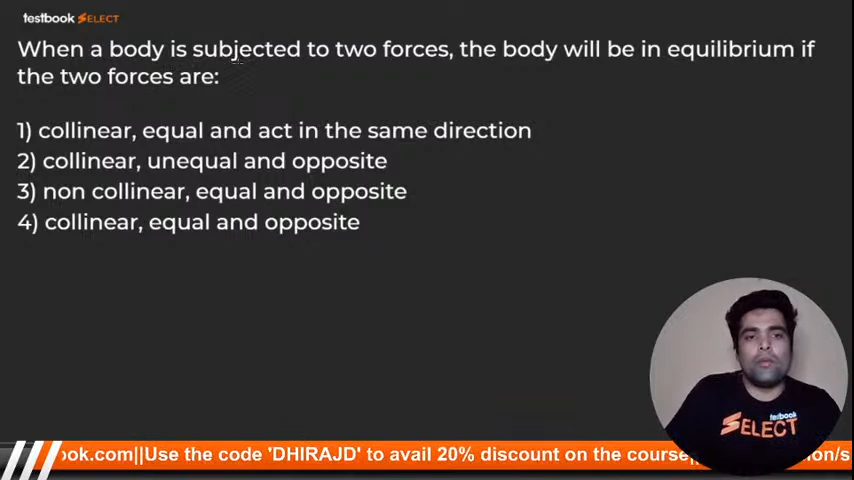 testbook SELECT
When a body is subjected to two forces, the body will be in equilibrium if
the two forces are:
1) collinear, equal and act in the same direction
2) collinear, unequal and opposite
3) non collinear, equal and opposite
4) collinear, equal and opposite
testbook
SELECT
ook.com||Use the code 'DHIRAJD' to avail 20% discount on the course||